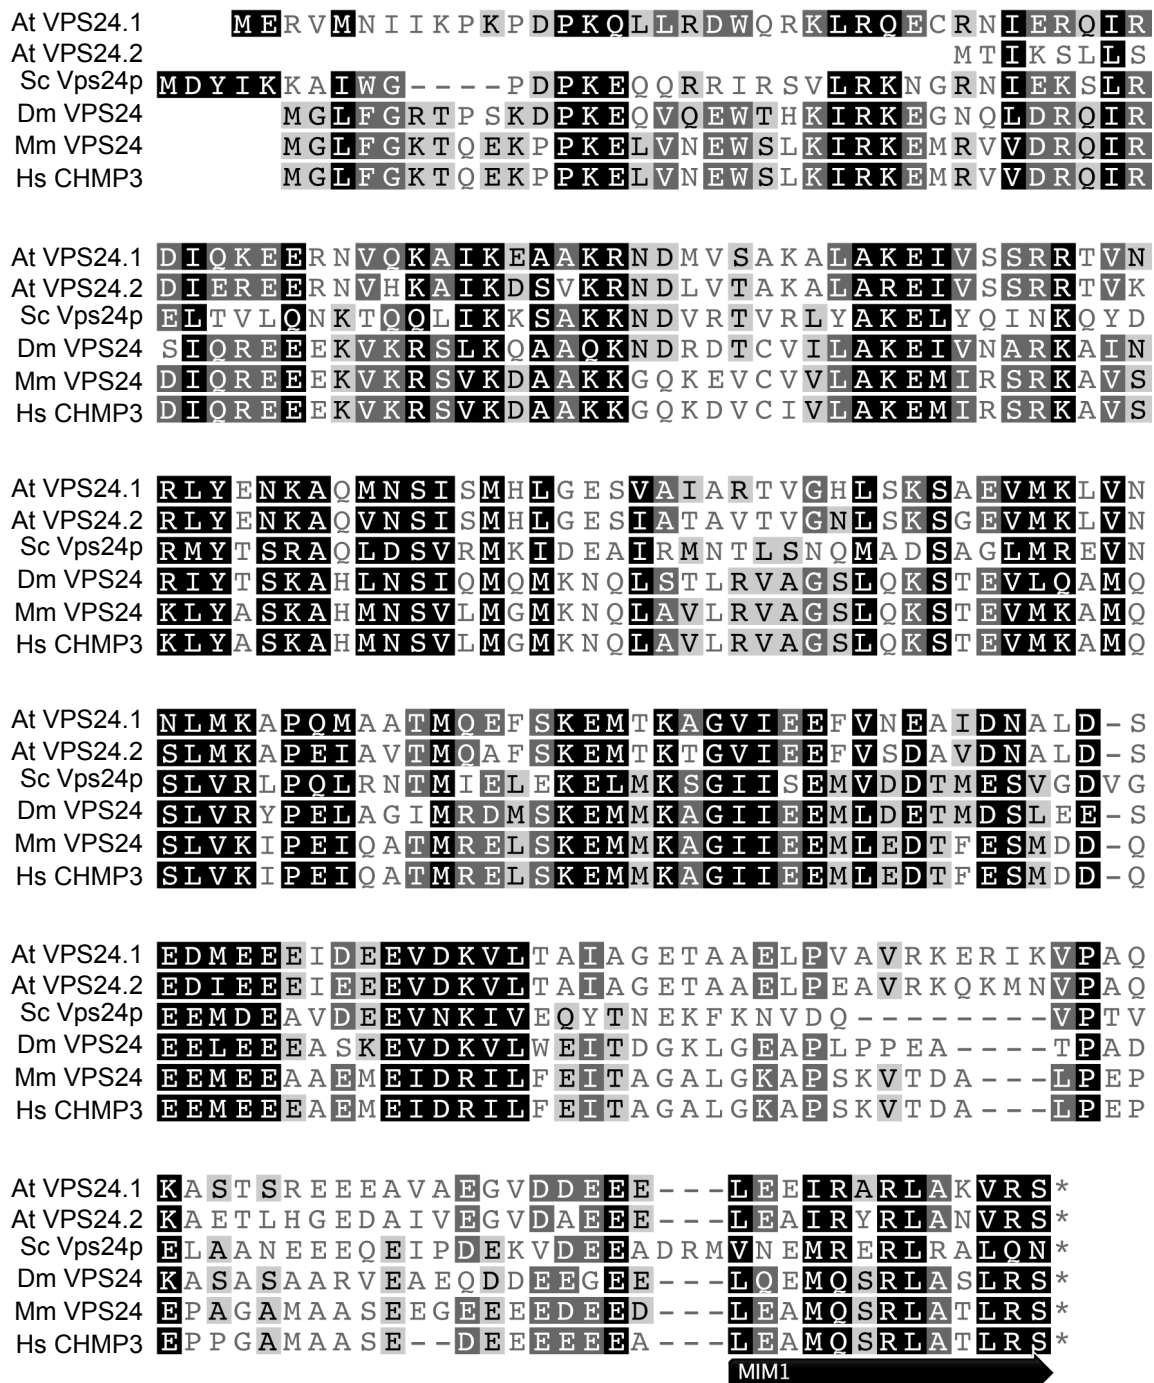 At VPS24.1 MERVMNIIKPKPDPKQLLRDWQRKLRQECRNIERQIR
At VPS24.2 MTIKSLLS
Sc Vps24p MDYIKKAIWG----PDPKEQQRRIRSVLRKNGRNIEKSLR
Dm VPS24 MGLFGRTPSKDPKEQVQEWTHKIRKEGNQLDRQIR
Mm VPS24 MGLFGKTQEKPPKELVNEWSLKIRKEMRVVDRQIR
Hs CHMP3 MGLFGKTQEKPPKELVNEWSLKIRKEMRVVDRQIR
At VPS24.1 DIQKEERNVQKAIKEAAKRNDMVSAKALAKEIVSSRRTVN
At VPS24.2 DIEREERNVHKAIKDSVKRNDLVTAKALAREIVSSRRTVK
Sc Vps24p ELTVLQNKTQQLIKKSAKKNDVRTVRLYAKELYQINKQYD
Dm VPS24 SIQREEEKVKRSLKQAAQKNDRDTCVILAKEIVNARKAIN
Mm VPS24 DIQREEEKVKRSVKDAAKKGQKEVCVVLAKEMIRSRKAVS
Hs CHMP3 DIQREEEKVKRSVKDAAKKGQKDVCIVLAKEMIRSRKAVS
At VPS24.1 RLYENKAQMNSISMHLGESVAIARTVGHLSKSAEVMKLVN
At VPS24.2 RLYENKAQVNSISMHLGESIATAVTVGNLSKSGEVMKLVN
Sc Vps24p RMYTSRAQLDSVRMKIDEAIRMNTLSNQMADSAGLMREVN
Dm VPS24 RIYTSKAHLNSIQMQMKNQLSTLRVAGSLQKSTEVLQAMQ
Mm VPS24 KLYASKAHMNSVLMGMKNQLAVLRVAGSLQKSTEVMKAMQ
Hs CHMP3 KLYASKAHMNSVLMGMKNQLAVLRVAGSLQKSTEVMKAMQ
At VPS24.1 NLMKAPQMAATMQEFSKEMTKAGVIEEFVNEAIDNALD-S
At VPS24.2 SLMKAPEIAVTMQAFSKEMTKTGVIEEFVSDAVDNALD-S
Sc Vps24p SLVRLPQLRNTMIELEKELMKSGIISEMVDDTMESVGDVG
Dm VPS24 SLVRYPELAGIMRDMSKEMMKAGIIEEMLDETMDSLEE-S
Mm VPS24 SLVKIPEIQATMRELSKEMMKAGIIEEMLEDTFESMDD-Q
Hs CHMP3 SLVKIPEIQATMRELSKEMMKAGIIEEMLEDTFESMDD-Q
At VPS24.1 EDMEEEIDEEVDKVLTAIAGETAAELPVAVRKERIKVPAQ
At VPS24.2 EDIEEEIEEEVDKVLTAIAGETAAELPEAVRKQKMNVPAQ
Sc Vps24p EEMDEAVDEEVNKIVEQYTNEKFKNVDQ--------VPTV
Dm VPS24 EELEEEASKEVDKVLWEITDGKLGEAPLPPEA----TPAD
Mm VPS24 EEMEEAAEMEIDRILFEITAGALGKAPSKVTDA---LPEP
Hs CHMP3 EEMEEEAEMEIDRILFEITAGALGKAPSKVTDA---LPEP
At VPS24.1 KASTSREEEAVAEGVDDEEE---LEEIRARLAKVRS*
At VPS24.2 KAETLHGEDAIVEGVDAEEE---LEAIRYRLANVRS*
Sc Vps24p ELAANEEEQEIPDEKVDEEADRMVNEMRERLRALQN*
Dm VPS24 KASASAARVEAEQDDEEGEE---LQEMQSRLASLRS*
Mm VPS24 EPAGAMAASEEGEEEEDEED---LEAMQSRLATLRS*
Hs CHMP3 EPPGAMAASE--DEEEEEEA---LEAMQSRLATLRS*
MIM1